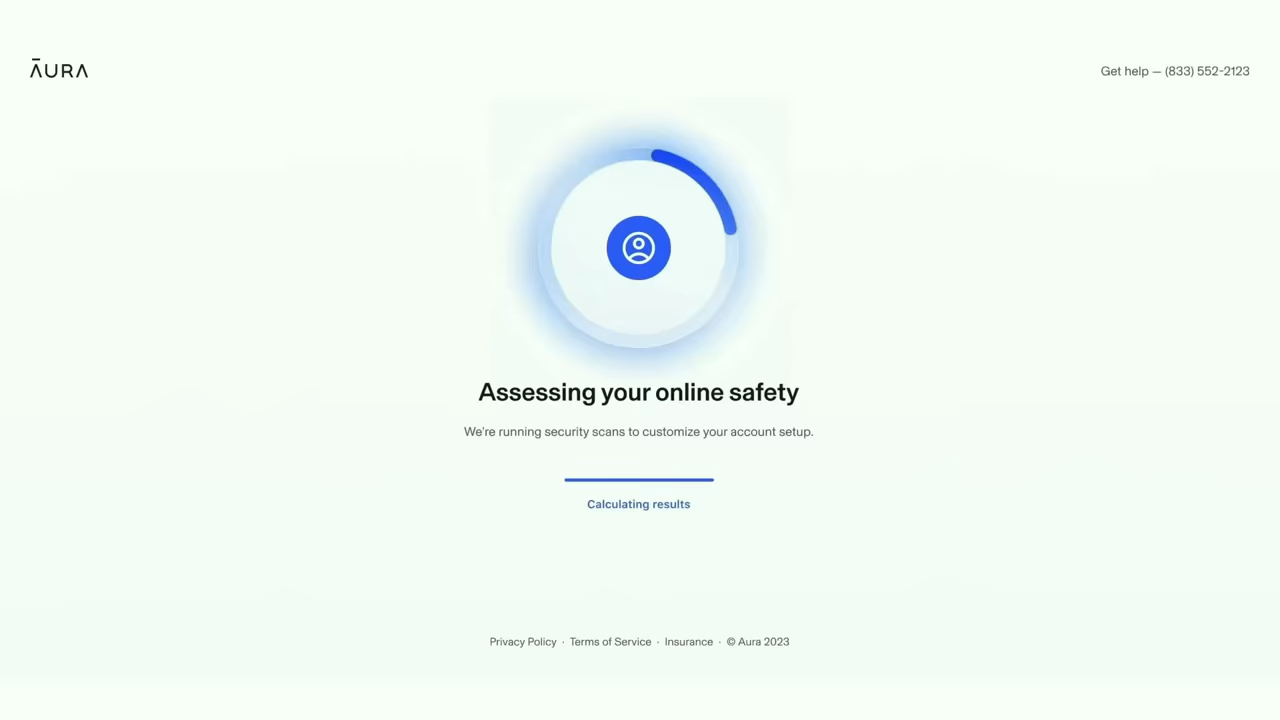 ĀURA
Get help — (833) 552-2123
Assessing your online safety
We're running security scans to customize your account setup.
Calculating results
Privacy Policy · Terms of Service · Insurance · © Aura 2023